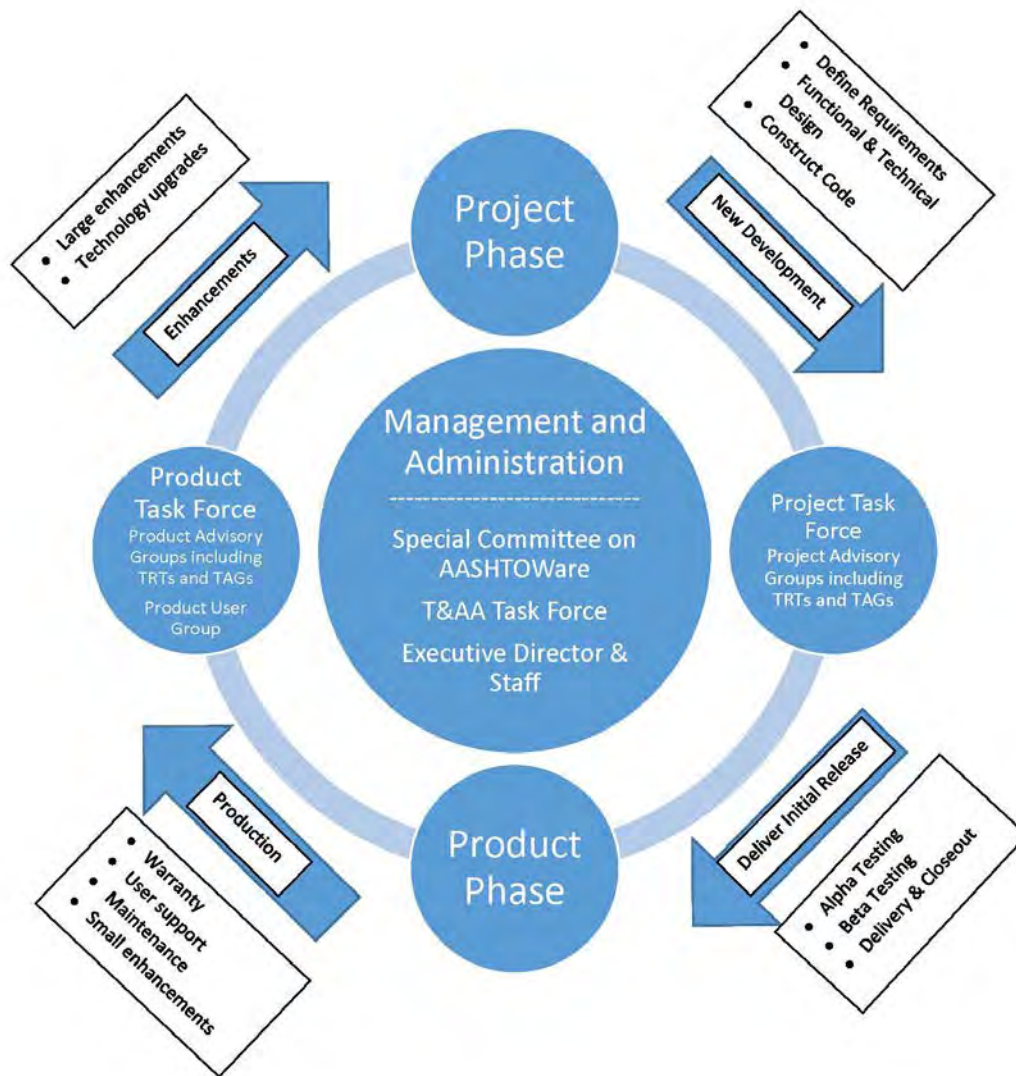 Large enhancements
Technology upgrades
Enhancements
Project
Phase
Define Requirements
Functional & Technical
Design
Construct Code
New Development
Management and
Administration
------------------------------
Special Committee on
AASHTOWare
T&AA Task Force
Executive Director &
Staff
Product
Task Force
Product Advisory
Groups including
TRTs and TAGs
Product User
Group
Project Task
Force
Project Advisory
Groups including
TRTs and TAGs
Production
Warranty
User support
Maintenance
Small enhancements
Product
Phase
Deliver Initial Release
Alpha Testing
Beta Testing
Delivery & Closeout